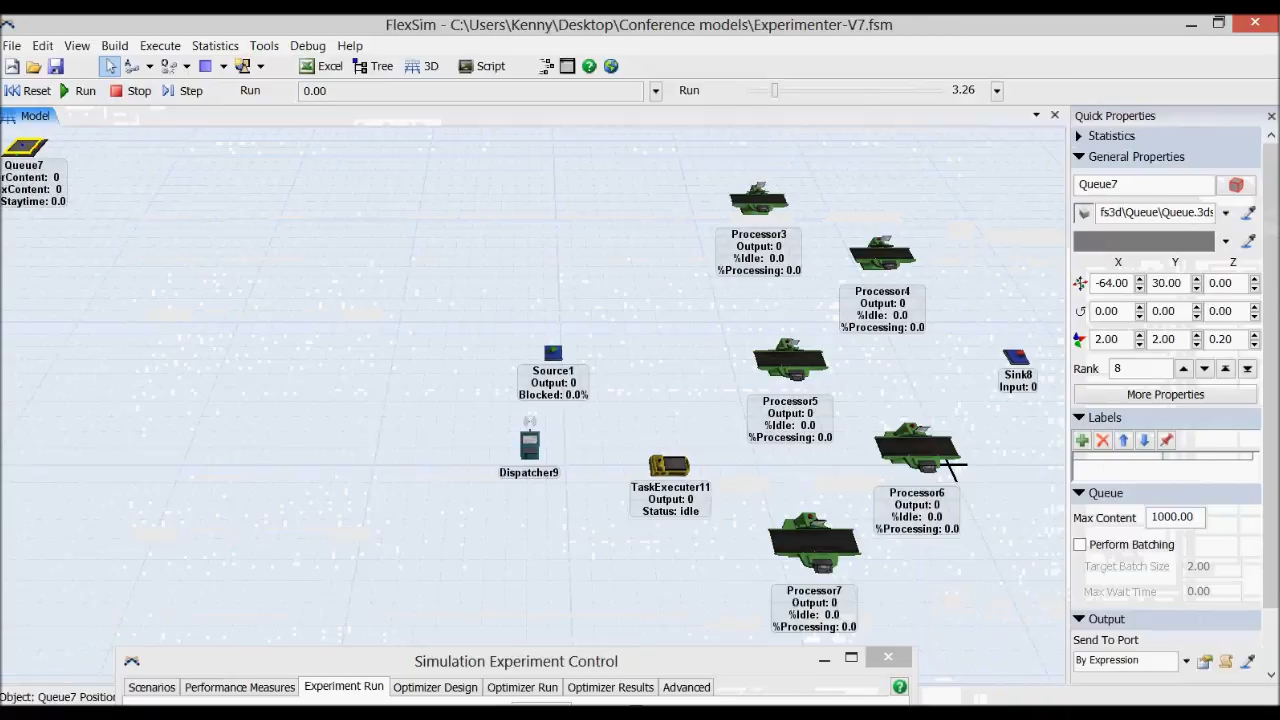 FlexSim - C:\Users\Kenny\Desktop\Conference models\Experimenter-V7.fsm
File Edit View Build Execute Statistics Tools Debug Help
Excel Tree 3D Script
Reset Run Stop Step Run 0.00 Run 3.26
Model
Queue7
rContent: 0
xContent: 0
Staytime: 0.0
Processor3
Output: 0
%Idle: 0.0
%Processing: 0.0
Processor4
Output: 0
%Idle: 0.0
%Processing: 0.0
Source1
Output: 0
Blocked: 0.0%
Sink8
Input: 0
Processor5
Output: 0
%Idle: 0.0
%Processing: 0.0
Dispatcher9
TaskExecuter11
Output: 0
Status: idle
Processor6
Output: 0
%Idle: 0.0
%Processing: 0.0
Processor7
Output: 0
%Idle: 0.0
%Processing: 0.0
Quick Properties
Statistics
General Properties
Queue7
fs3d\Queue\Queue.3ds
X Y Z
-64.00 30.00 0.00
0.00 0.00 0.00
2.00 2.00 0.20
Rank 8
More Properties
Labels
Queue
Max Content 1000.00
Perform Batching
Target Batch Size 2.00
Max Wait Time 0.00
Output
Send To Port
By Expression
Simulation Experiment Control
Scenarios Performance Measures Experiment Run Optimizer Design Optimizer Run Optimizer Results Advanced
Object: Queue7 Position